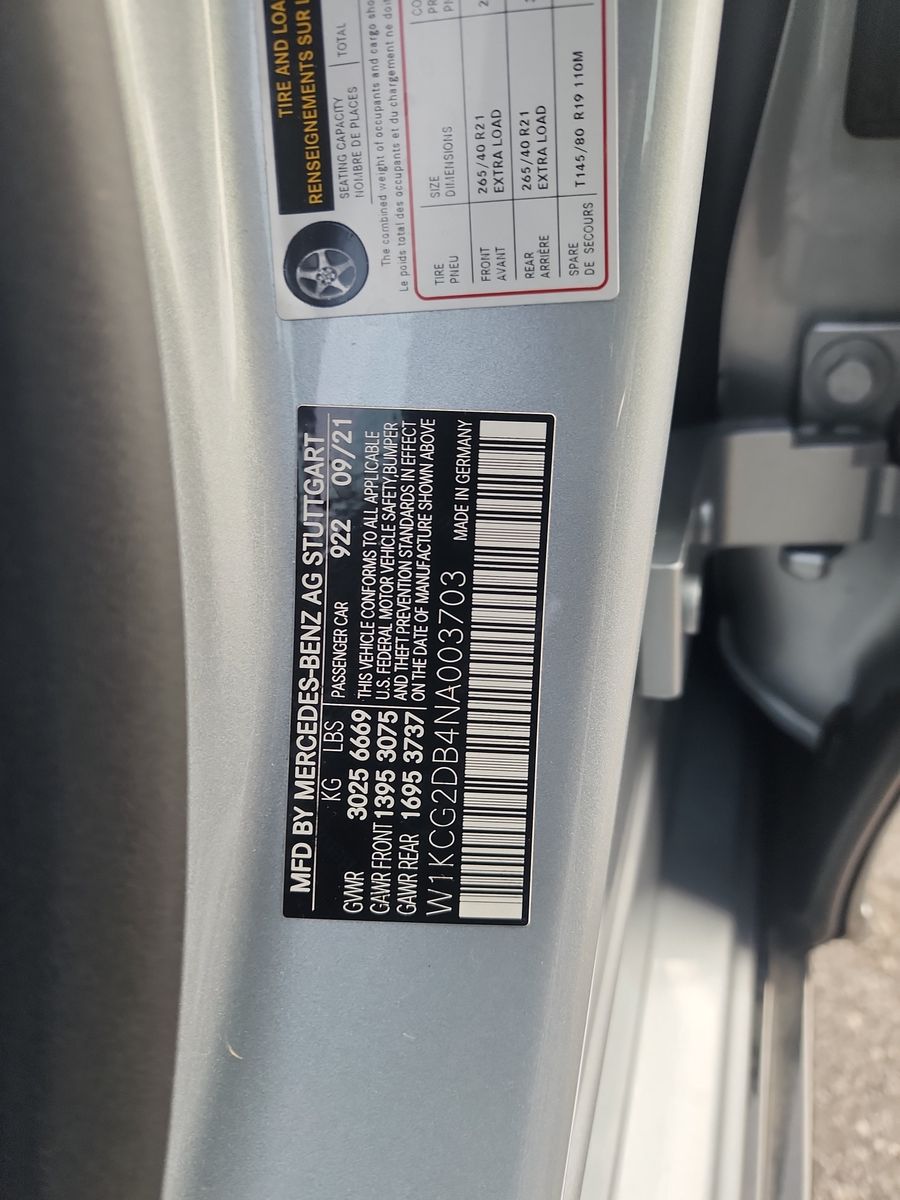 MFD BY MERCEDES-BENZ AG STUTTGART
KG LBS PASSENGER CAR 922 09/21
GVWR 3025 6669
GAWR FRONT 1395 3075
GAWR REAR 1695 3737
THIS VEHICLE CONFORMS TO ALL APPLICABLE
U.S. FEDERAL MOTOR VEHICLE SAFETY,BUMPER
AND THEFT PREVENTION STANDARDS IN EFFECT
ON THE DATE OF MANUFACTURE SHOWN ABOVE
W1KCG2DB4NA003703 MADE IN GERMANY
TIRE AND
RENSEIGNEMENTS SUR
SEATING CAPACITY
NOMBRE DE PLACES
TOTAL
The combined weight of occupants and cargo
Le poids total des occupants et du chargement ne
TIRE SIZE
PNEU DIMENSIONS
FRONT 265/40 R21
AVANT EXTRA LOAD
REAR 265/40 R21
ARRIÈRE EXTRA LOAD
SPARE T145/80 R19 110M
DE SECOURS